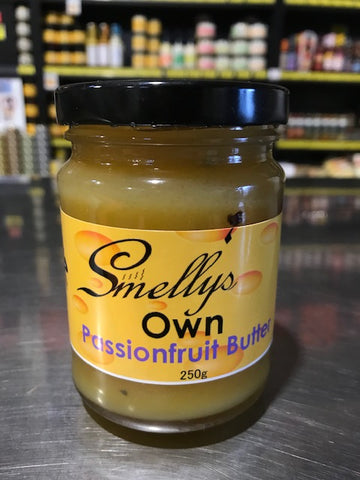 Smellys
Own
Passionfruit Butter
250g